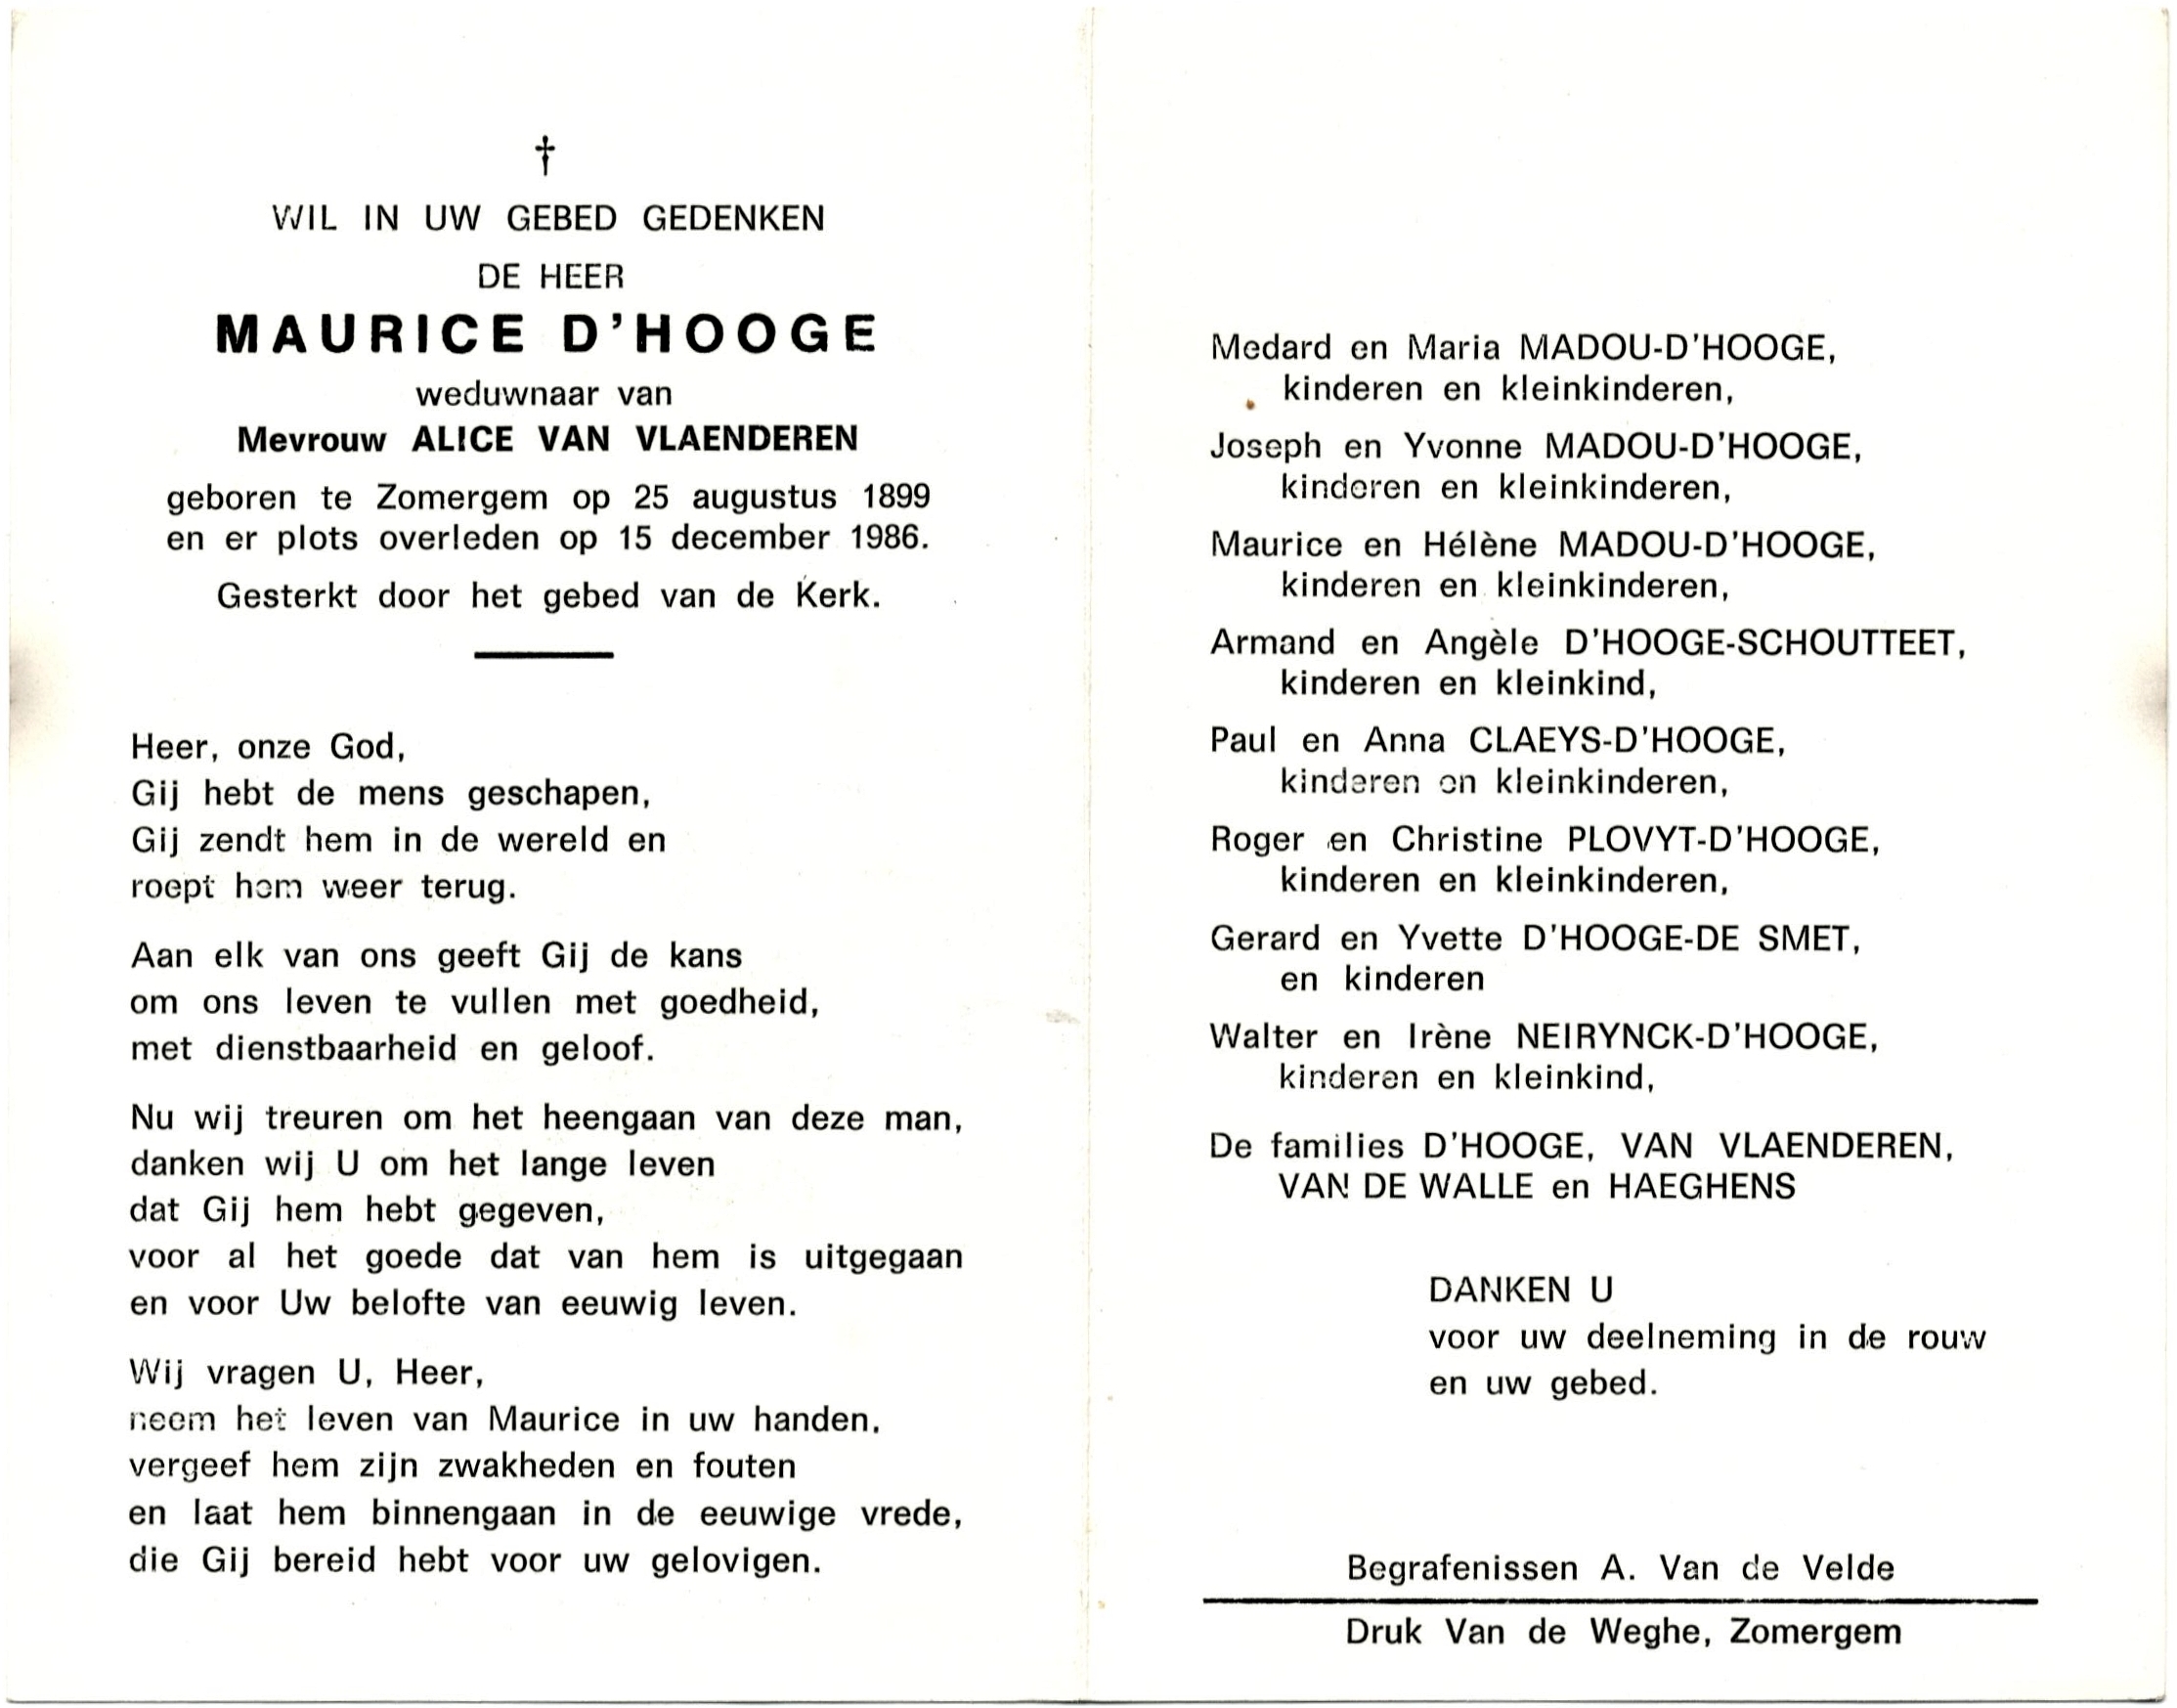 †
WIL IN UW GEBED GEDENKEN
DE HEER
MAURICE D'HOOGE
weduwnaar van
Mevrouw ALICE VAN VLAENDEREN
geboren te Zomergem op 25 augustus 1899
en er plots overleden op 15 december 1986.
Gesterkt door het gebed van de Kerk.
Heer, onze God,
Gij hebt de mens geschapen,
Gij zendt hem in de wereld en
roept hem weer terug.
Aan elk van ons geeft Gij de kans
om ons leven te vullen met goedheid,
met dienstbaarheid en geloof.
Nu wij treuren om het heengaan van deze man,
danken wij U om het lange leven
dat Gij hem hebt gegeven,
voor al het goede dat van hem is uitgegaan
en voor Uw belofte van eeuwig leven.
Wij vragen U, Heer,
neem het leven van Maurice in uw handen,
vergeef hem zijn zwakheden en fouten
en laat hem binnengaan in de eeuwige vrede,
die Gij bereid hebt voor uw gelovigen.
Medard en Maria MADOU-D'HOOGE,
kinderen en kleinkinderen,
Joseph en Yvonne MADOU-D'HOOGE,
kinderen en kleinkinderen,
Maurice en Hélène MADOU-D'HOOGE,
kinderen en kleinkinderen,
Armand en Angèle D'HOOGE-SCHOUTTEET,
kinderen en kleinkind,
Paul en Anna CLAEYS-D'HOOGE,
kinderen en kleinkinderen,
Roger en Christine PLOVYT-D'HOOGE,
kinderen en kleinkinderen,
Gerard en Yvette D'HOOGE-DE SMET,
en kinderen
Walter en Irène NEIRYNCK-D'HOOGE,
kinderen en kleinkind,
De families D'HOOGE, VAN VLAENDEREN,
VAN DE WALLE en HAEGHENS
DANKEN U
voor uw deelneming in de rouw
en uw gebed.
Begrafenissen A. Van de Velde
Druk Van de Weghe, Zomergem